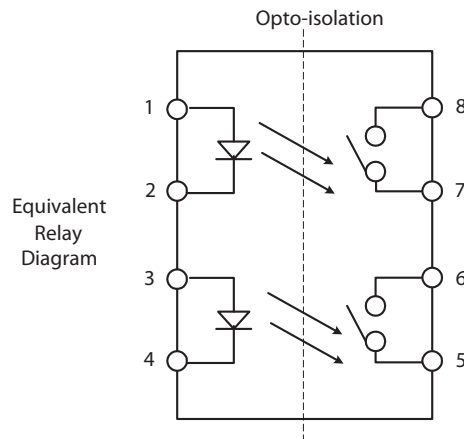 Opto-isolation
1
8
2
7
Equivalent
Relay
Diagram
3
6
4
5